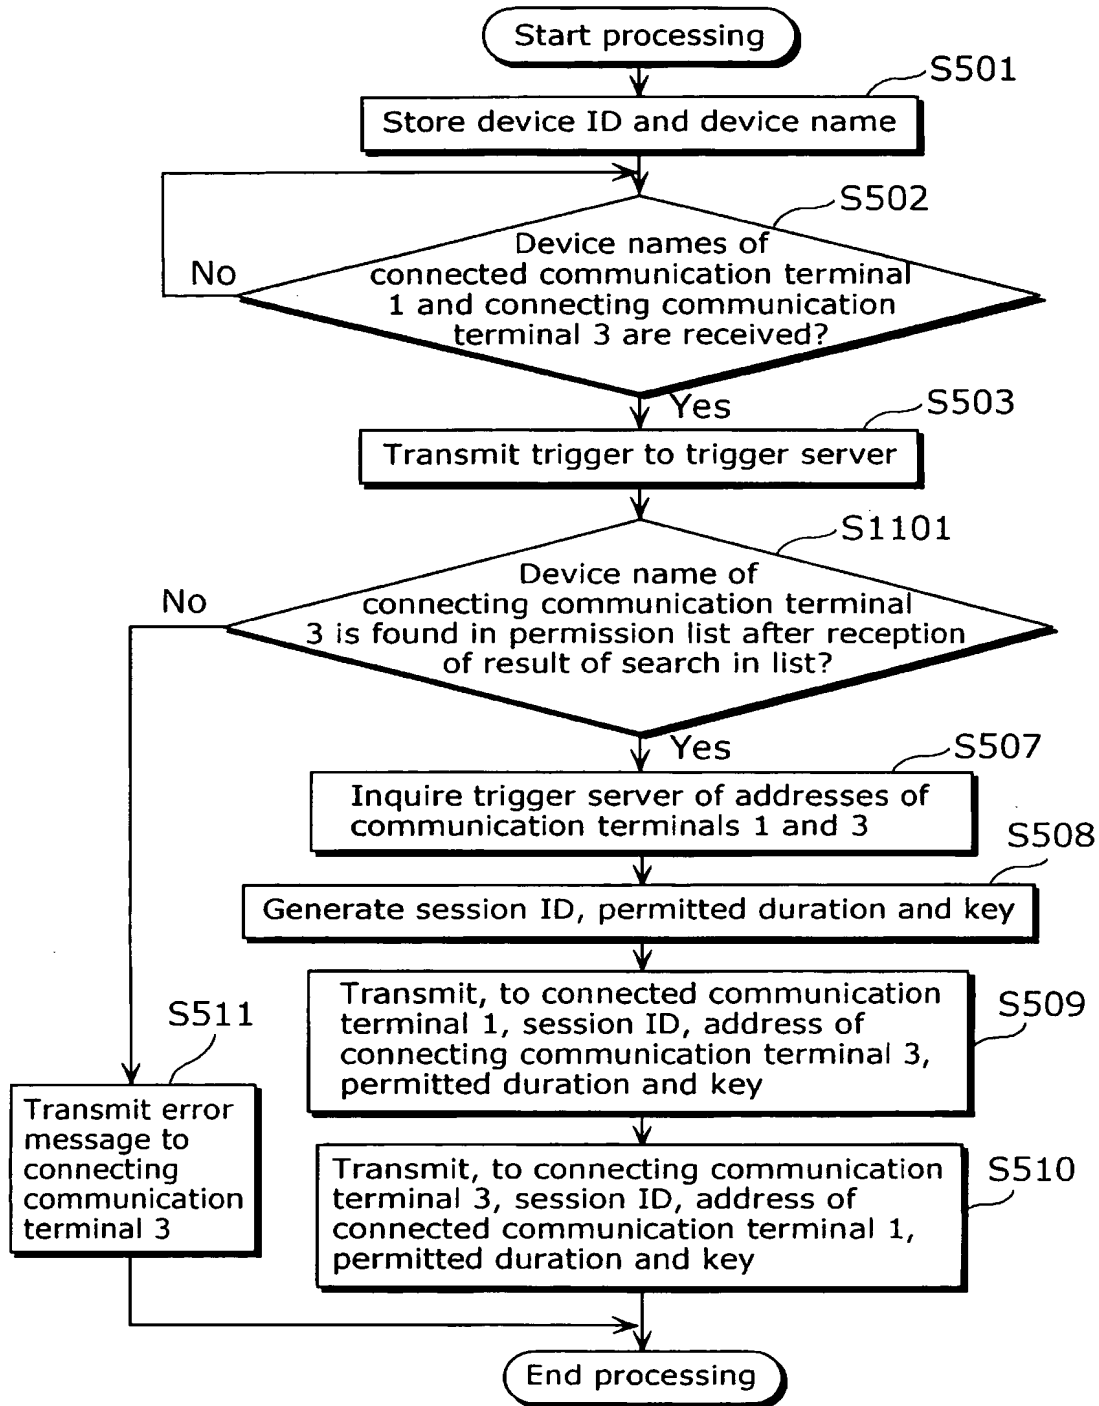 Start processing
S501
Store device ID and device name
S502
Device names of
connected communication terminal
1 and connecting communication
terminal 3 are received?
No
Yes
S503
Transmit trigger to trigger server
S1101
Device name of
connecting communication terminal
3 is found in permission list after reception
of result of search in list?
No
Yes
S507
Inquire trigger server of addresses of
communication terminals 1 and 3
S508
Generate session ID, permitted duration and key
S509
Transmit, to connected communication
terminal 1, session ID, address of
connecting communication terminal 3,
permitted duration and key
S511
Transmit error
message to
connecting
communication
terminal 3
S510
Transmit, to connecting communication
terminal 3, session ID, address of
connected communication terminal 1,
permitted duration and key
End processing